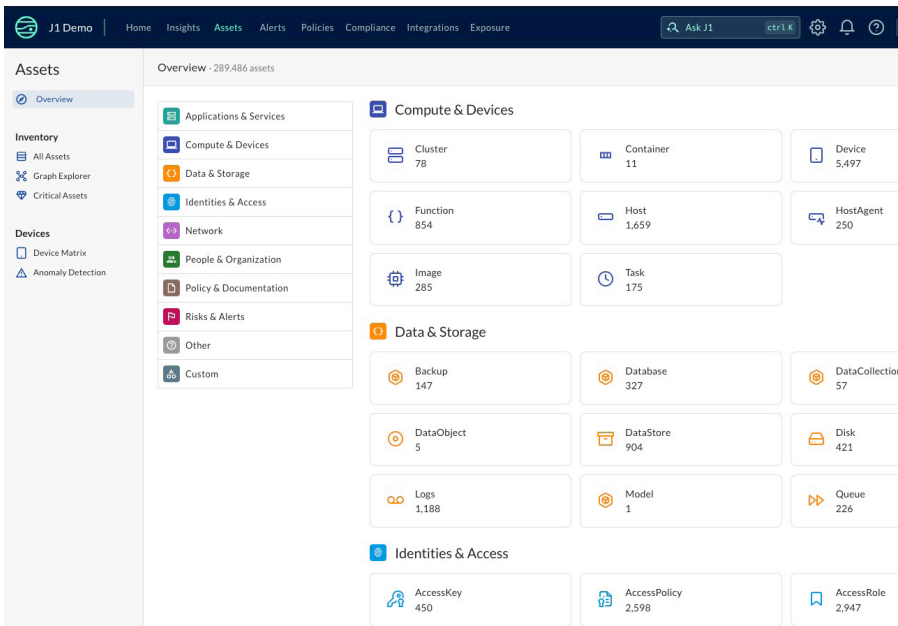 J1 Demo
Home Insights Assets Alerts Policies Compliance Integrations Exposure
Ask J1
ctrl K
Assets
Overview
Inventory
All Assets
Graph Explorer
Critical Assets
Devices
Device Matrix
Anomaly Detection
Overview · 289,486 assets
Applications & Services
Compute & Devices
Data & Storage
Identities & Access
Network
People & Organization
Policy & Documentation
Risks & Alerts
Other
Custom
Compute & Devices
Cluster
78
Container
11
Device
5,497
Function
854
Host
1,659
HostAgent
250
Image
285
Task
175
Data & Storage
Backup
147
Database
327
DataCollection
57
DataObject
5
DataStore
904
Disk
421
Logs
1,188
Model
1
Queue
226
Identities & Access
AccessKey
450
AccessPolicy
2,598
AccessRole
2,947